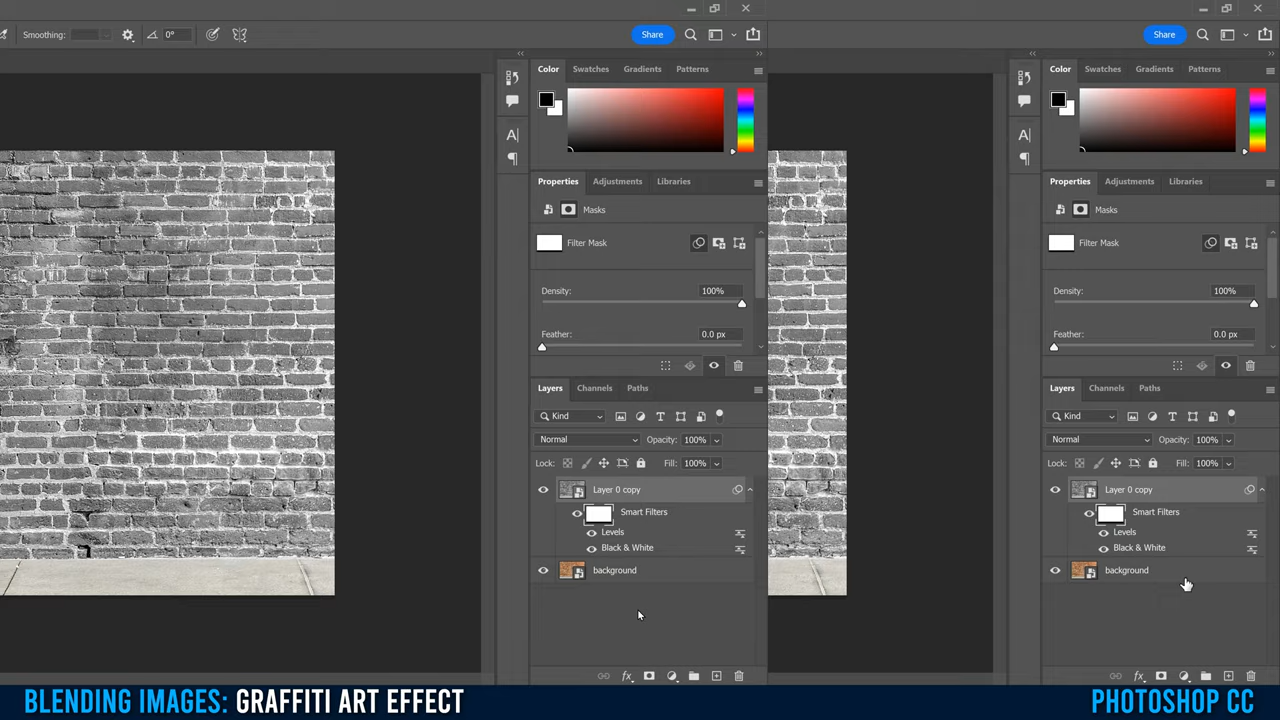 Smoothing: 0° Share Share
Color Swatches Gradients Patterns Color Swatches Gradients Patterns
A| A|
Properties Adjustments Libraries Properties Adjustments Libraries
Masks Masks
Filter Mask Filter Mask
Density: 100% Density: 100%
Feather: 0.0 px Feather: 0.0 px
Layers Channels Paths Layers Channels Paths
Kind Kind
Normal Opacity: 100% Normal Opacity: 100%
Lock: Fill: 100% Lock: Fill: 100%
Layer 0 copy Layer 0 copy
Smart Filters Smart Filters
Levels Levels
Black & White Black & White
background background
fx fx
BLENDING IMAGES: GRAFFITI ART EFFECT PHOTOSHOP CC